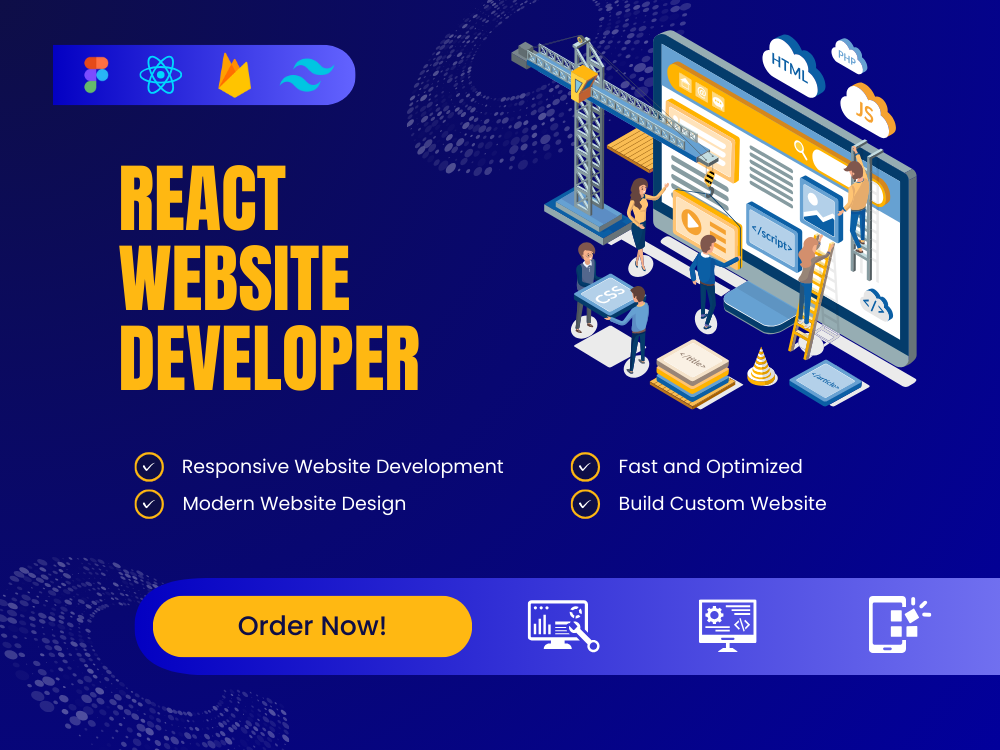 HTML
PHP
JS
REACT
WEBSITE
DEVELOPER
</script>
CSS
</>
</title>
</article>
Responsive Website Development
Fast and Optimized
Modern Website Design
Build Custom Website
Order Now!
</>